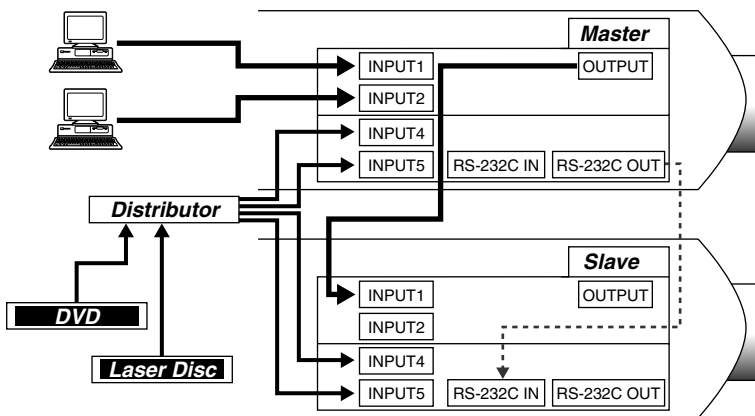 Master
INPUT1
OUTPUT
INPUT2
INPUT4
INPUT5 RS-232C IN RS-232C OUT
Distributor
Slave
INPUT1 OUTPUT
DVD
INPUT2
INPUT4
Laser Disc
INPUT5 RS-232C IN RS-232C OUT